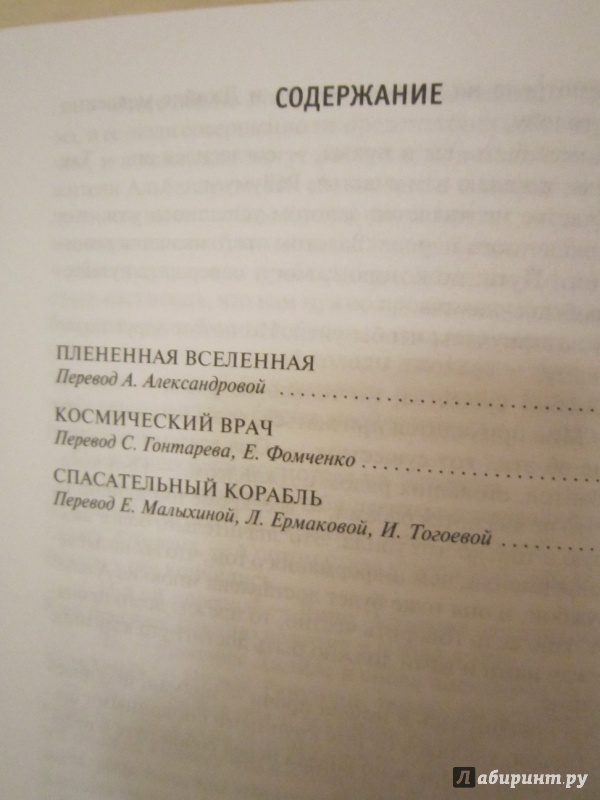 СОДЕРЖАНИЕ
ПЛЕНЕННАЯ ВСЕЛЕННАЯ
Перевод А. Александровой ....................
КОСМИЧЕСКИЙ ВРАЧ
Перевод С. Гонтарева, Е. Фомченко ....................
СПАСАТЕЛЬНЫЙ КОРАБЛЬ
Перевод Е. Малыхиной, Л. Ермаковой, И. Тогоевой ..........
Лабиринт.ру